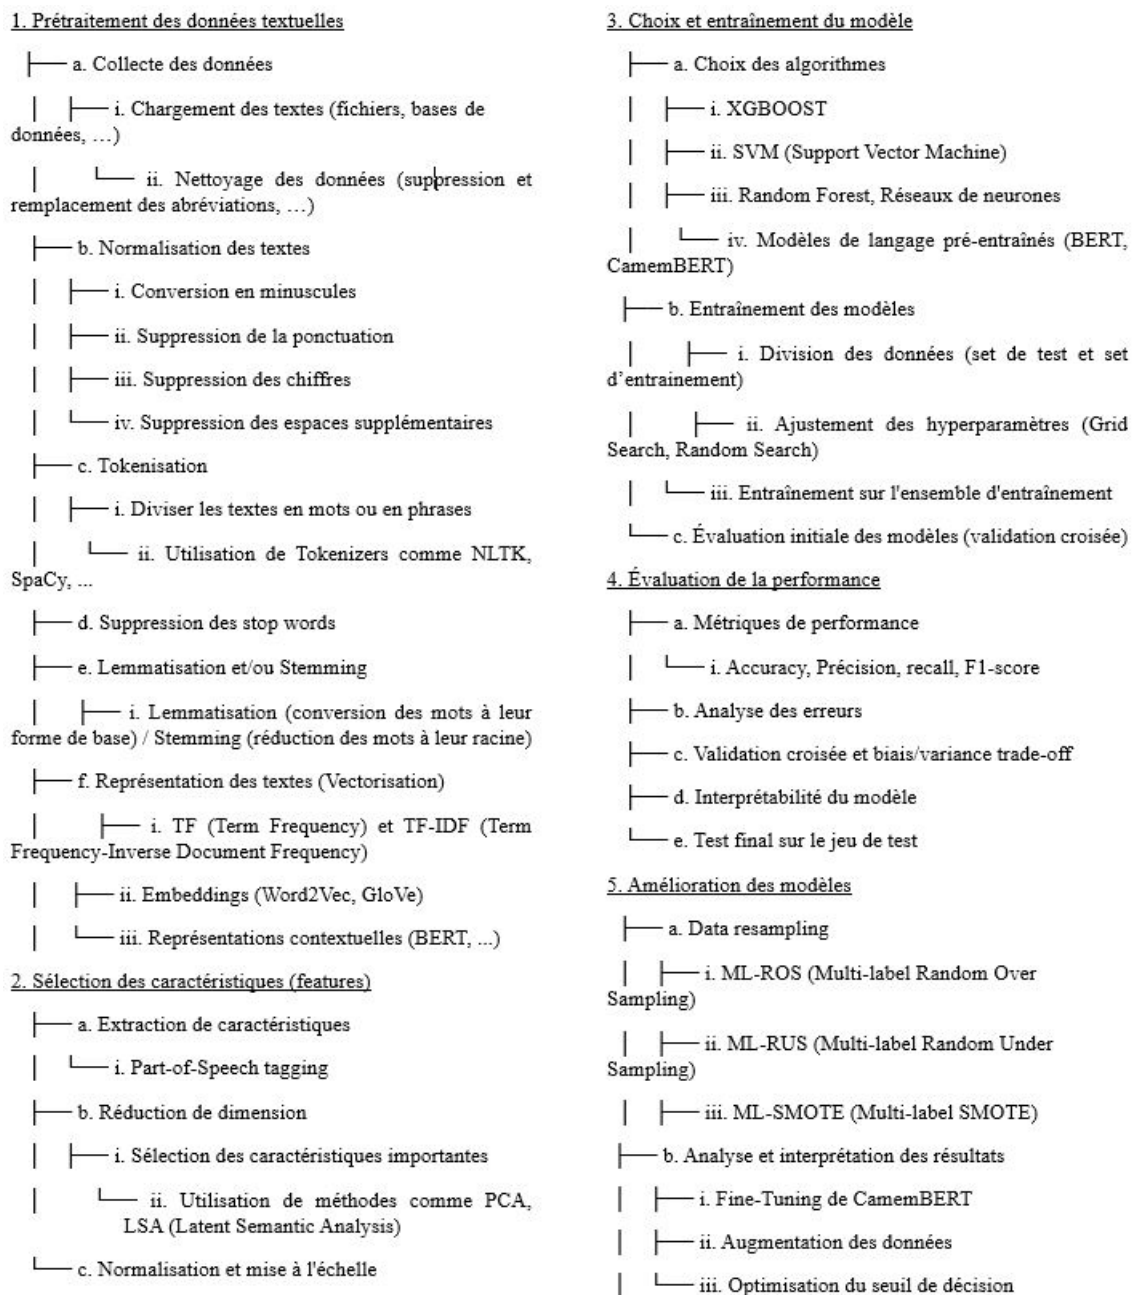 1. Prétraitement des données textuelles
├── a. Collecte des données
│ ├── i. Chargement des textes (fichiers, bases de
données, …)
│ └── ii. Nettoyage des données (suppression et
remplacement des abréviations, …)
├── b. Normalisation des textes
│ ├── i. Conversion en minuscules
│ ├── ii. Suppression de la ponctuation
│ ├── iii. Suppression des chiffres
│ └── iv. Suppression des espaces supplémentaires
├── c. Tokenisation
│ ├── i. Diviser les textes en mots ou en phrases
│ └── ii. Utilisation de Tokenizers comme NLTK,
SpaCy, ...
├── d. Suppression des stop words
├── e. Lemmatisation et/ou Stemming
│ ├── i. Lemmatisation (conversion des mots à leur
forme de base) / Stemming (réduction des mots à leur racine)
├── f. Représentation des textes (Vectorisation)
│ ├── i. TF (Term Frequency) et TF-IDF (Term
Frequency-Inverse Document Frequency)
│ ├── ii. Embeddings (Word2Vec, GloVe)
│ └── iii. Représentations contextuelles (BERT, ...)
2. Sélection des caractéristiques (features)
├── a. Extraction de caractéristiques
│ └── i. Part-of-Speech tagging
├── b. Réduction de dimension
│ ├── i. Sélection des caractéristiques importantes
│ └── ii. Utilisation de méthodes comme PCA,
LSA (Latent Semantic Analysis)
└── c. Normalisation et mise à l'échelle
3. Choix et entraînement du modèle
├── a. Choix des algorithmes
│ ├── i. XGBOOST
│ ├── ii. SVM (Support Vector Machine)
│ ├── iii. Random Forest, Réseaux de neurones
│ └── iv. Modèles de langage pré-entraînés (BERT,
CamemBERT)
├── b. Entraînement des modèles
│ ├── i. Division des données (set de test et set
d’entrainement)
│ ├── ii. Ajustement des hyperparamètres (Grid
Search, Random Search)
│ └── iii. Entraînement sur l'ensemble d'entraînement
└── c. Évaluation initiale des modèles (validation croisée)
4. Évaluation de la performance
├── a. Métriques de performance
│ └── i. Accuracy, Précision, recall, F1-score
├── b. Analyse des erreurs
├── c. Validation croisée et biais/variance trade-off
├── d. Interprétabilité du modèle
└── e. Test final sur le jeu de test
5. Amélioration des modèles
├── a. Data resampling
│ ├── i. ML-ROS (Multi-label Random Over
Sampling)
│ ├── ii. ML-RUS (Multi-label Random Under
Sampling)
│ ├── iii. ML-SMOTE (Multi-label SMOTE)
├── b. Analyse et interprétation des résultats
│ ├── i. Fine-Tuning de CamemBERT
│ ├── ii. Augmentation des données
│ └── iii. Optimisation du seuil de décision